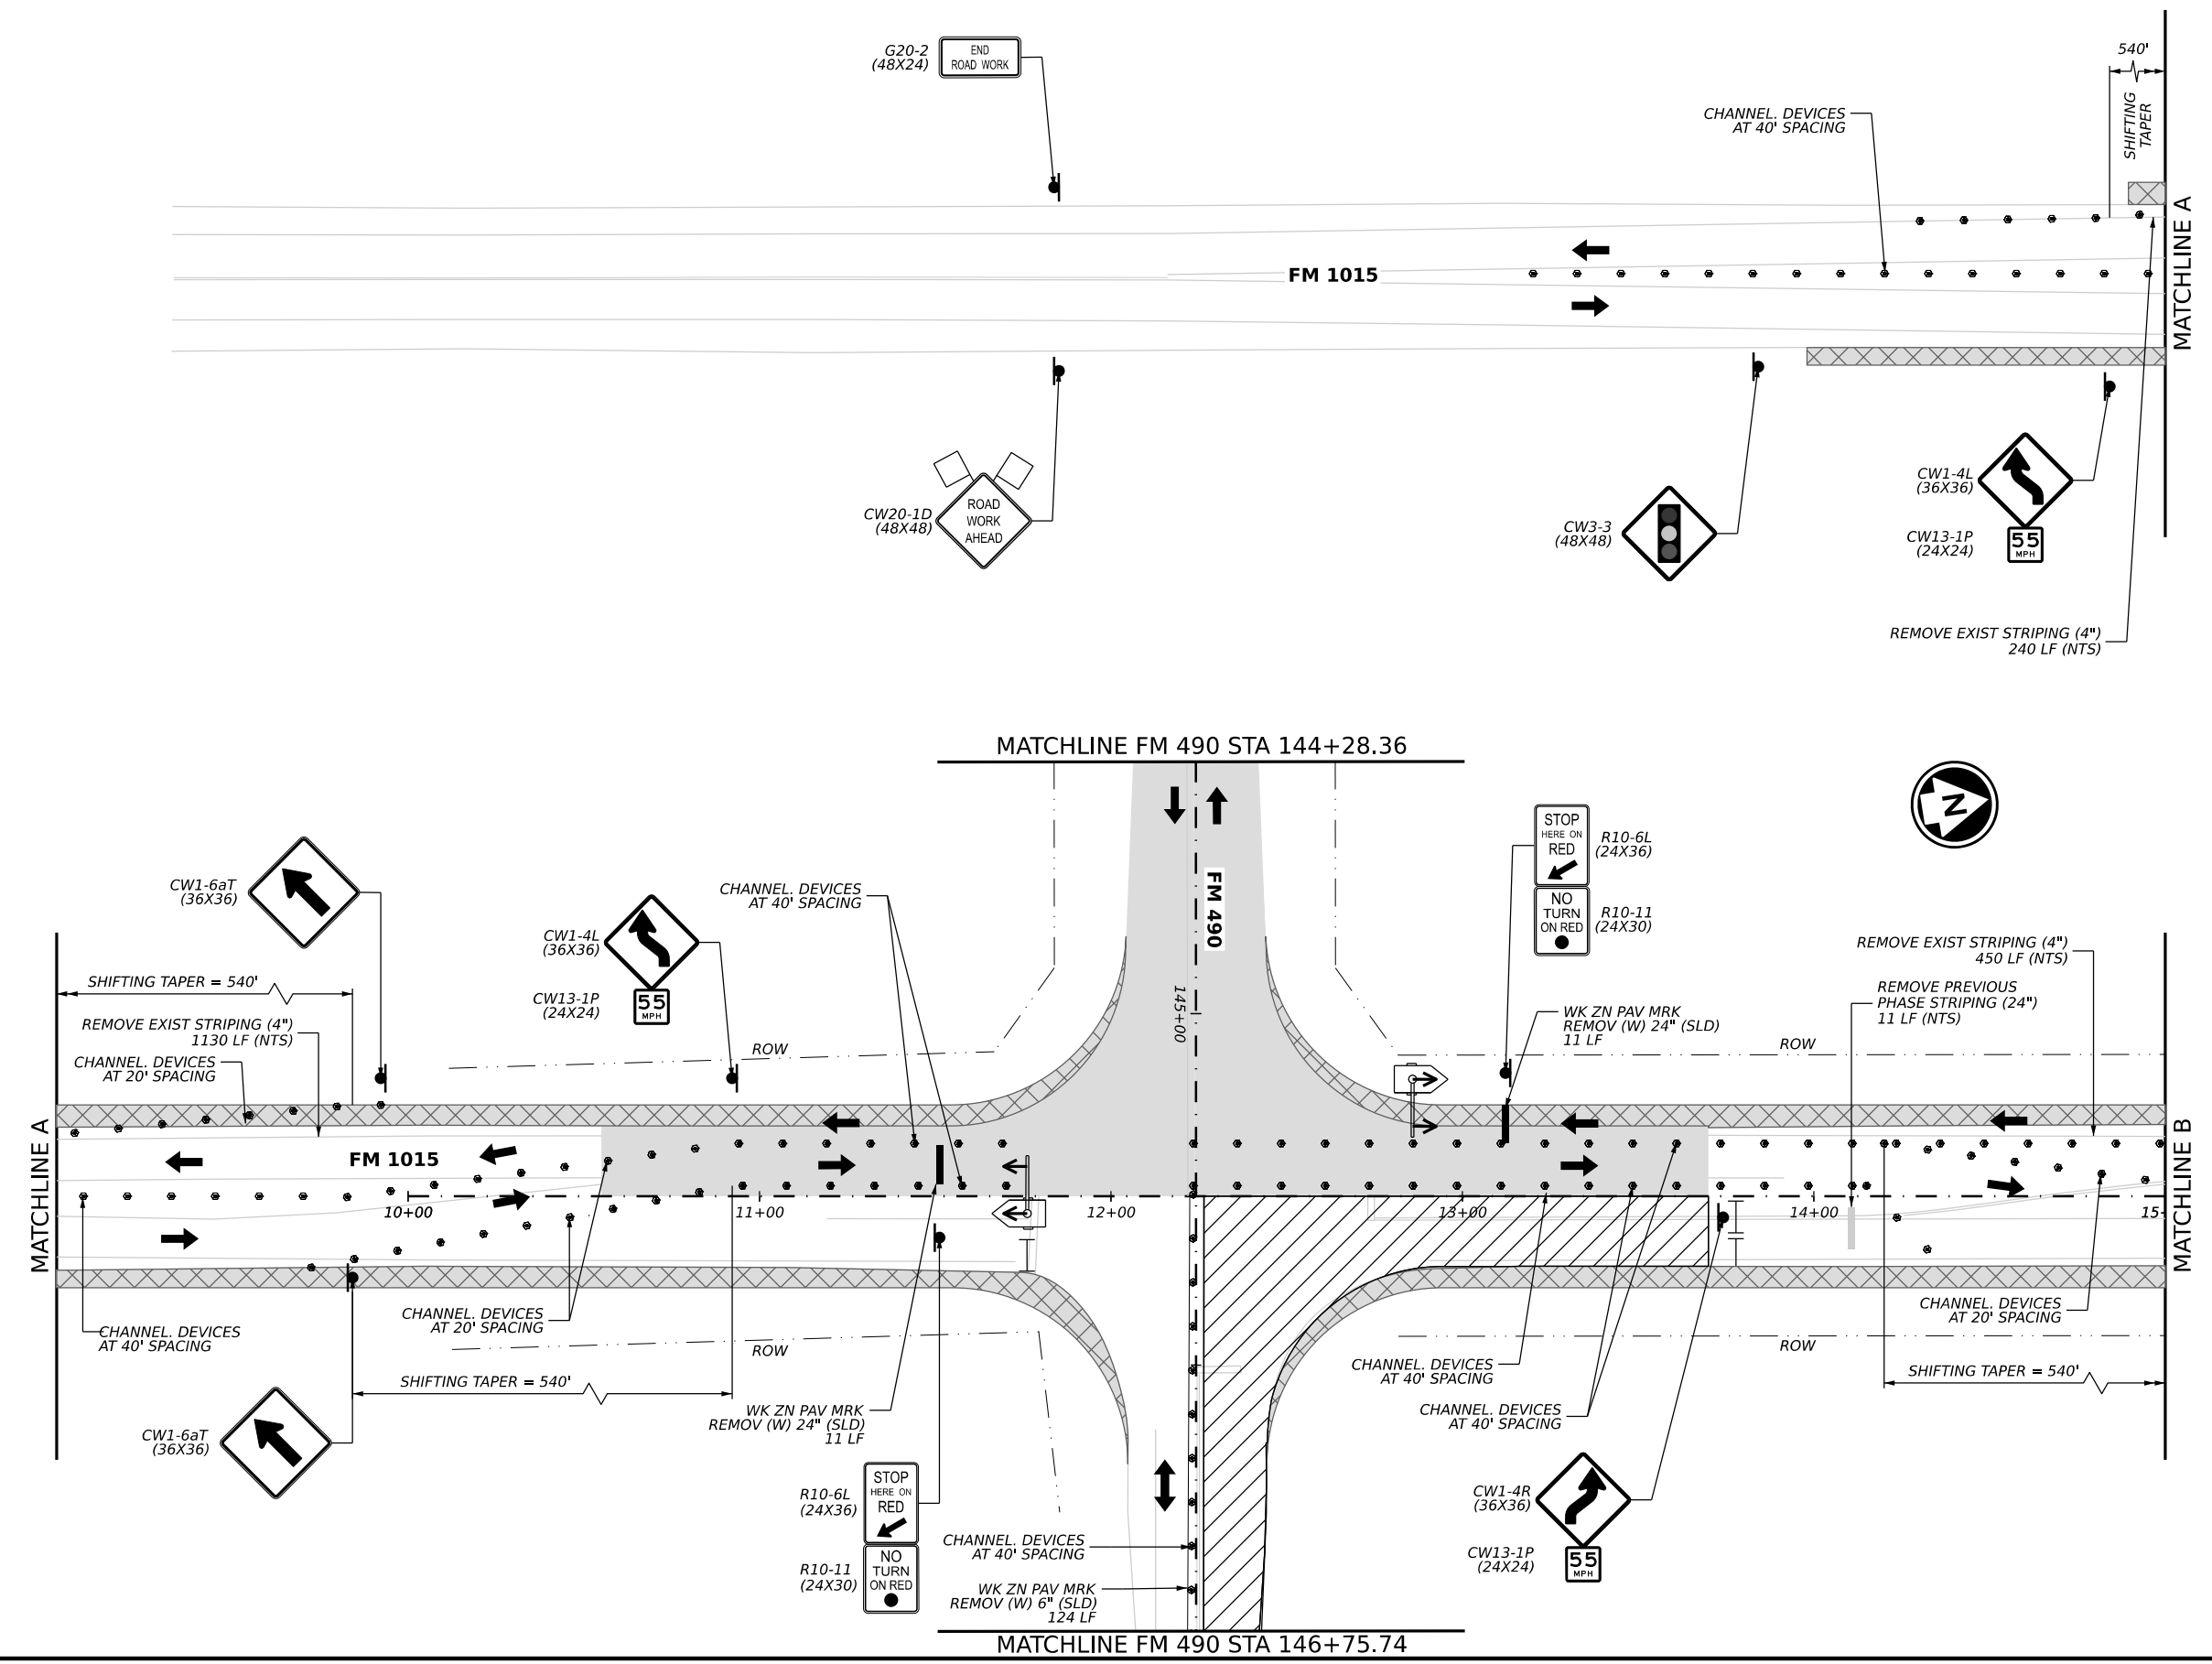 G20-2
(48X24)
END
ROAD WORK
540'
SHIFTING
TAPER
CHANNEL. DEVICES
AT 40' SPACING
MATCHLINE A
FM 1015
CW20-1D
(48X48)
ROAD
WORK
AHEAD
CW3-3
(48X48)
CW1-4L
(36X36)
CW13-1P
(24X24)
55
MPH
REMOVE EXIST STRIPING (4")
240 LF (NTS)
MATCHLINE FM 490 STA 144+28.36
N
CW1-6aT
(36X36)
CW1-4L
(36X36)
CW13-1P
(24X24)
55
MPH
CHANNEL. DEVICES
AT 40' SPACING
FM 490
145+00
STOP
HERE ON
RED
R10-6L
(24X36)
NO
TURN
ON RED
R10-11
(24X30)
REMOVE EXIST STRIPING (4")
450 LF (NTS)
REMOVE PREVIOUS
PHASE STRIPING (24")
11 LF (NTS)
WK ZN PAV MRK
REMOV (W) 24" (SLD)
11 LF
SHIFTING TAPER = 540'
REMOVE EXIST STRIPING (4")
1130 LF (NTS)
CHANNEL. DEVICES
AT 20' SPACING
ROW
ROW
MATCHLINE A
FM 1015
10+00
11+00
12+00
13+00
14+00
15+
MATCHLINE B
CHANNEL. DEVICES
AT 40' SPACING
CHANNEL. DEVICES
AT 20' SPACING
ROW
SHIFTING TAPER = 540'
CW1-6aT
(36X36)
WK ZN PAV MRK
REMOV (W) 24" (SLD)
11 LF
R10-6L
(24X36)
STOP
HERE ON
RED
R10-11
(24X30)
NO
TURN
ON RED
CHANNEL. DEVICES
AT 40' SPACING
WK ZN PAV MRK
REMOV (W) 6" (SLD)
124 LF
CHANNEL. DEVICES
AT 40' SPACING
CHANNEL. DEVICES
AT 40' SPACING
CHANNEL. DEVICES
AT 20' SPACING
ROW
SHIFTING TAPER = 540'
CW1-4R
(36X36)
CW13-1P
(24X24)
55
MPH
MATCHLINE FM 490 STA 146+75.74